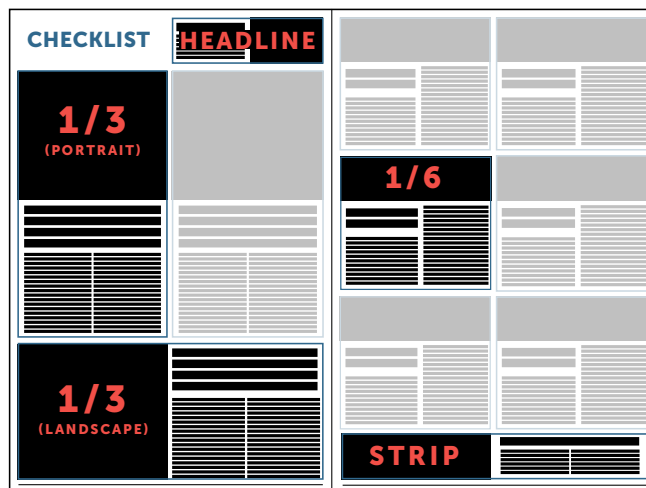 CHECKLIST
HEADLINE
1/3
(PORTRAIT)
1/3
(LANDSCAPE)
1/6
STRIP